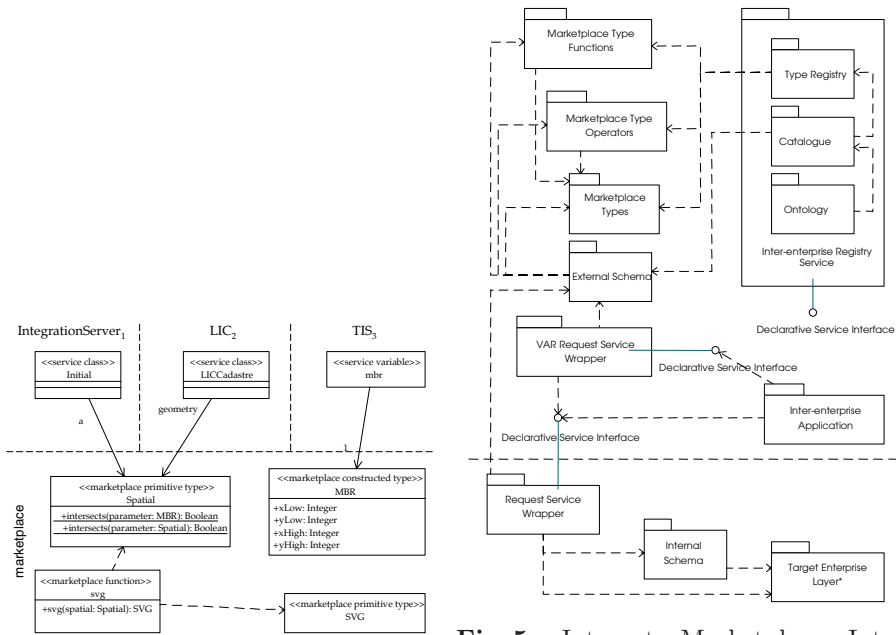 IntegrationServer1
LIC2
TIS3
<<service class>>
Initial
<<service class>>
LICCadastre
<<service variable>>
mbr
a
geometry
1
marketplace
<<marketplace primitive type>>
Spatial
+intersects(parameter: MBR): Boolean
+intersects(parameter: Spatial): Boolean
<<marketplace constructed type>>
MBR
+xLow: Integer
+yLow: Integer
+xHigh: Integer
+yHigh: Integer
<<marketplace function>>
svg
+svg(spatial: Spatial): SVG
<<marketplace primitive type>>
SVG
Marketplace Type
Functions
Marketplace Type
Operators
Marketplace
Types
External Schema
Type Registry
Catalogue
Ontology
Inter-enterprise Registry
Service
Declarative Service Interface
VAR Request Service
Wrapper
Declarative Service Interface
Inter-enterprise
Application
Declarative Service Interface
Request Service
Wrapper
Internal
Schema
Target Enterprise
Layer*